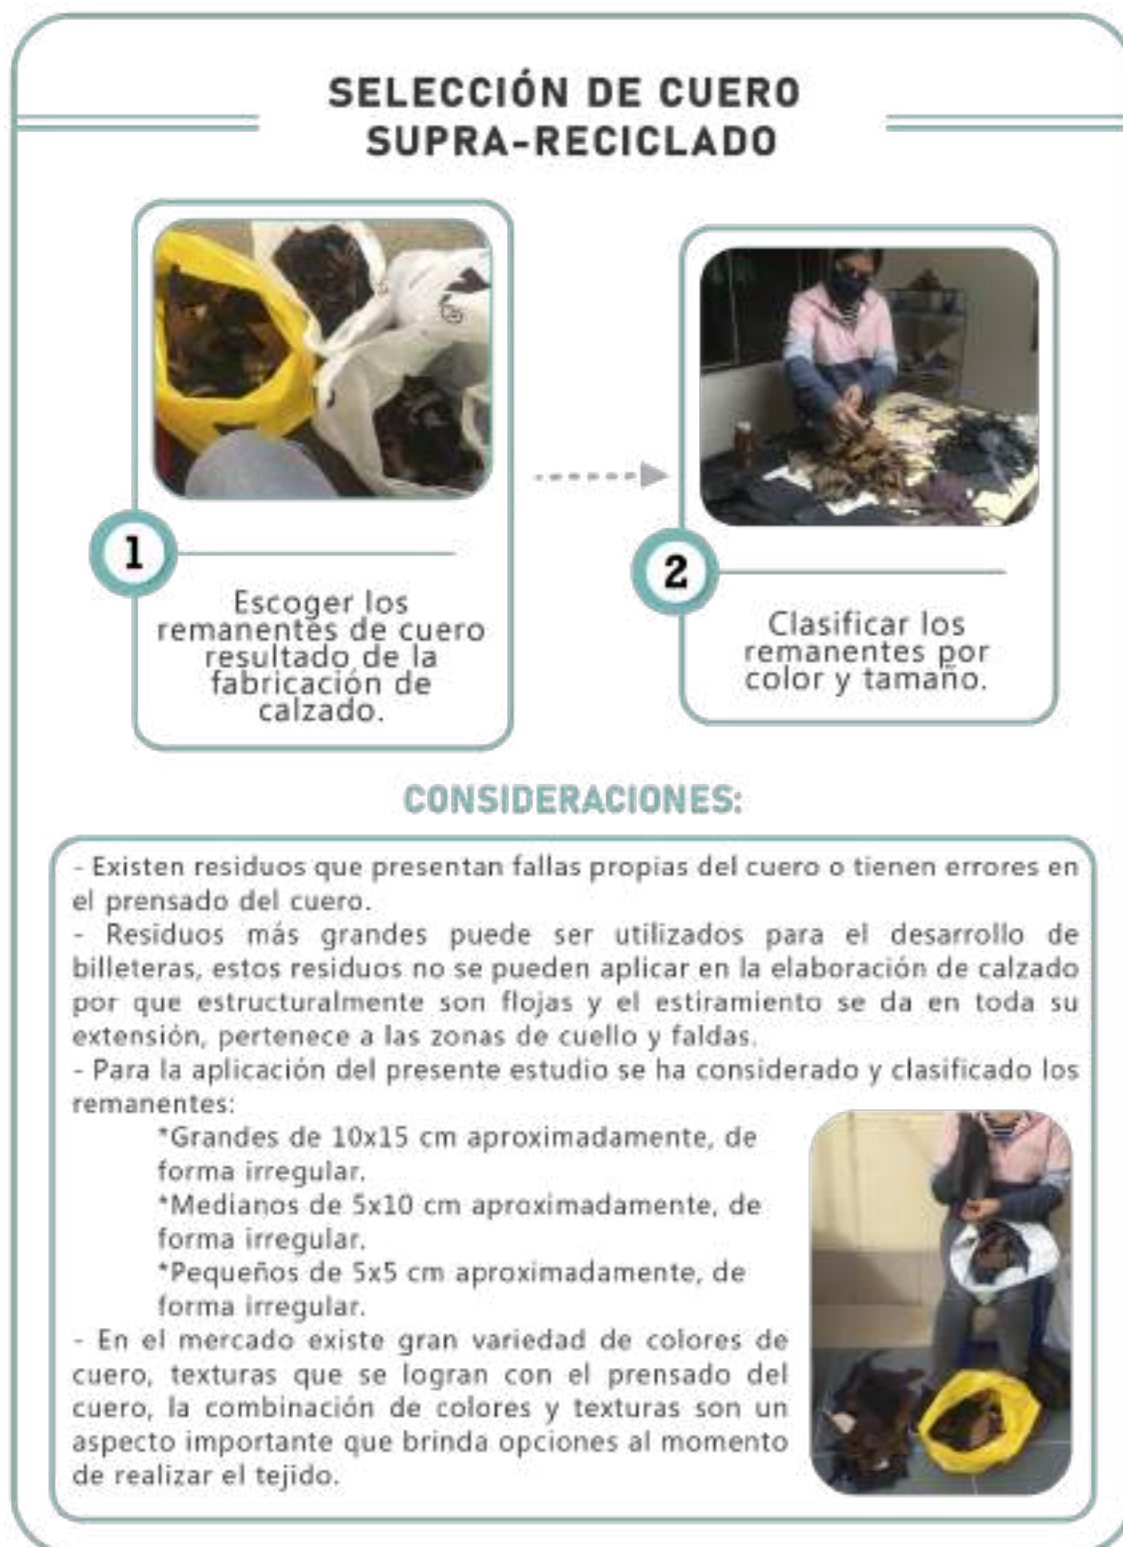 SELECCIÓN DE CUERO
SUPRA-RECICLADO
1
Escoger los
remanentes de cuero
resultado de la
fabricación de
calzado.
2
Clasificar los
remanentes por
color y tamaño.
CONSIDERACIONES:
- Existen residuos que presentan fallas propias del cuero o tienen errores en
el prensado del cuero.
- Residuos más grandes puede ser utilizados para el desarrollo de
billeteras, estos residuos no se pueden aplicar en la elaboración de calzado
por que estructuralmente son flojas y el estiramiento se da en toda su
extensión, pertenece a las zonas de cuello y faldas.
- Para la aplicación del presente estudio se ha considerado y clasificado los
remanentes:
*Grandes de 10x15 cm aproximadamente, de
forma irregular.
*Medianos de 5x10 cm aproximadamente, de
forma irregular.
*Pequeños de 5x5 cm aproximadamente, de
forma irregular.
- En el mercado existe gran variedad de colores de
cuero, texturas que se logran con el prensado del
cuero, la combinación de colores y texturas son un
aspecto importante que brinda opciones al momento
de realizar el tejido.